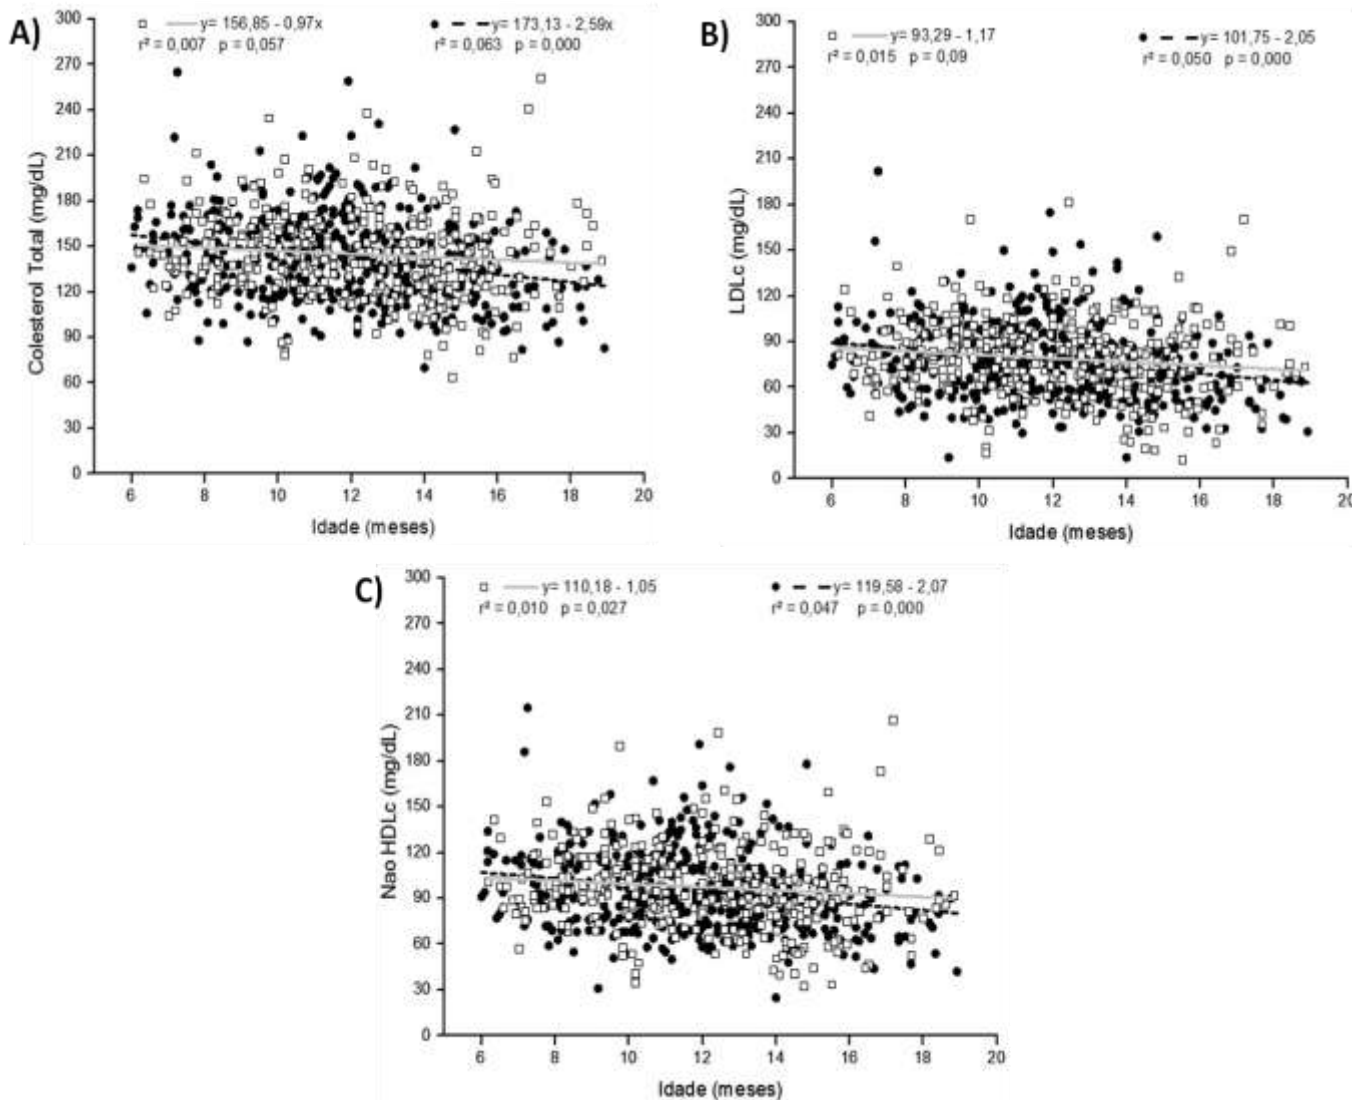 A)
y= 156,85 - 0,97x
r² = 0,007 p = 0,057
y= 173,13 - 2,59x
r² = 0,063 p = 0,000
300
270
240
210
180
150
120
90
60
30
0
Colesterol Total (mg/dL)
6 8 10 12 14 16 18 20
Idade (meses)
B)
y= 93,29 - 1,17
r² = 0,015 p = 0,09
y= 101,75 - 2,05
r² = 0,050 p = 0,000
300
270
240
210
180
150
120
90
60
30
0
LDLc (mg/dL)
6 8 10 12 14 16 18 20
Idade (meses)
C)
y= 110,18 - 1,05
r² = 0,010 p = 0,027
y= 119,58 - 2,07
r² = 0,047 p = 0,000
300
270
240
210
180
150
120
90
60
30
0
Nao HDLc (mg/dL)
6 8 10 12 14 16 18 20
Idade (meses)